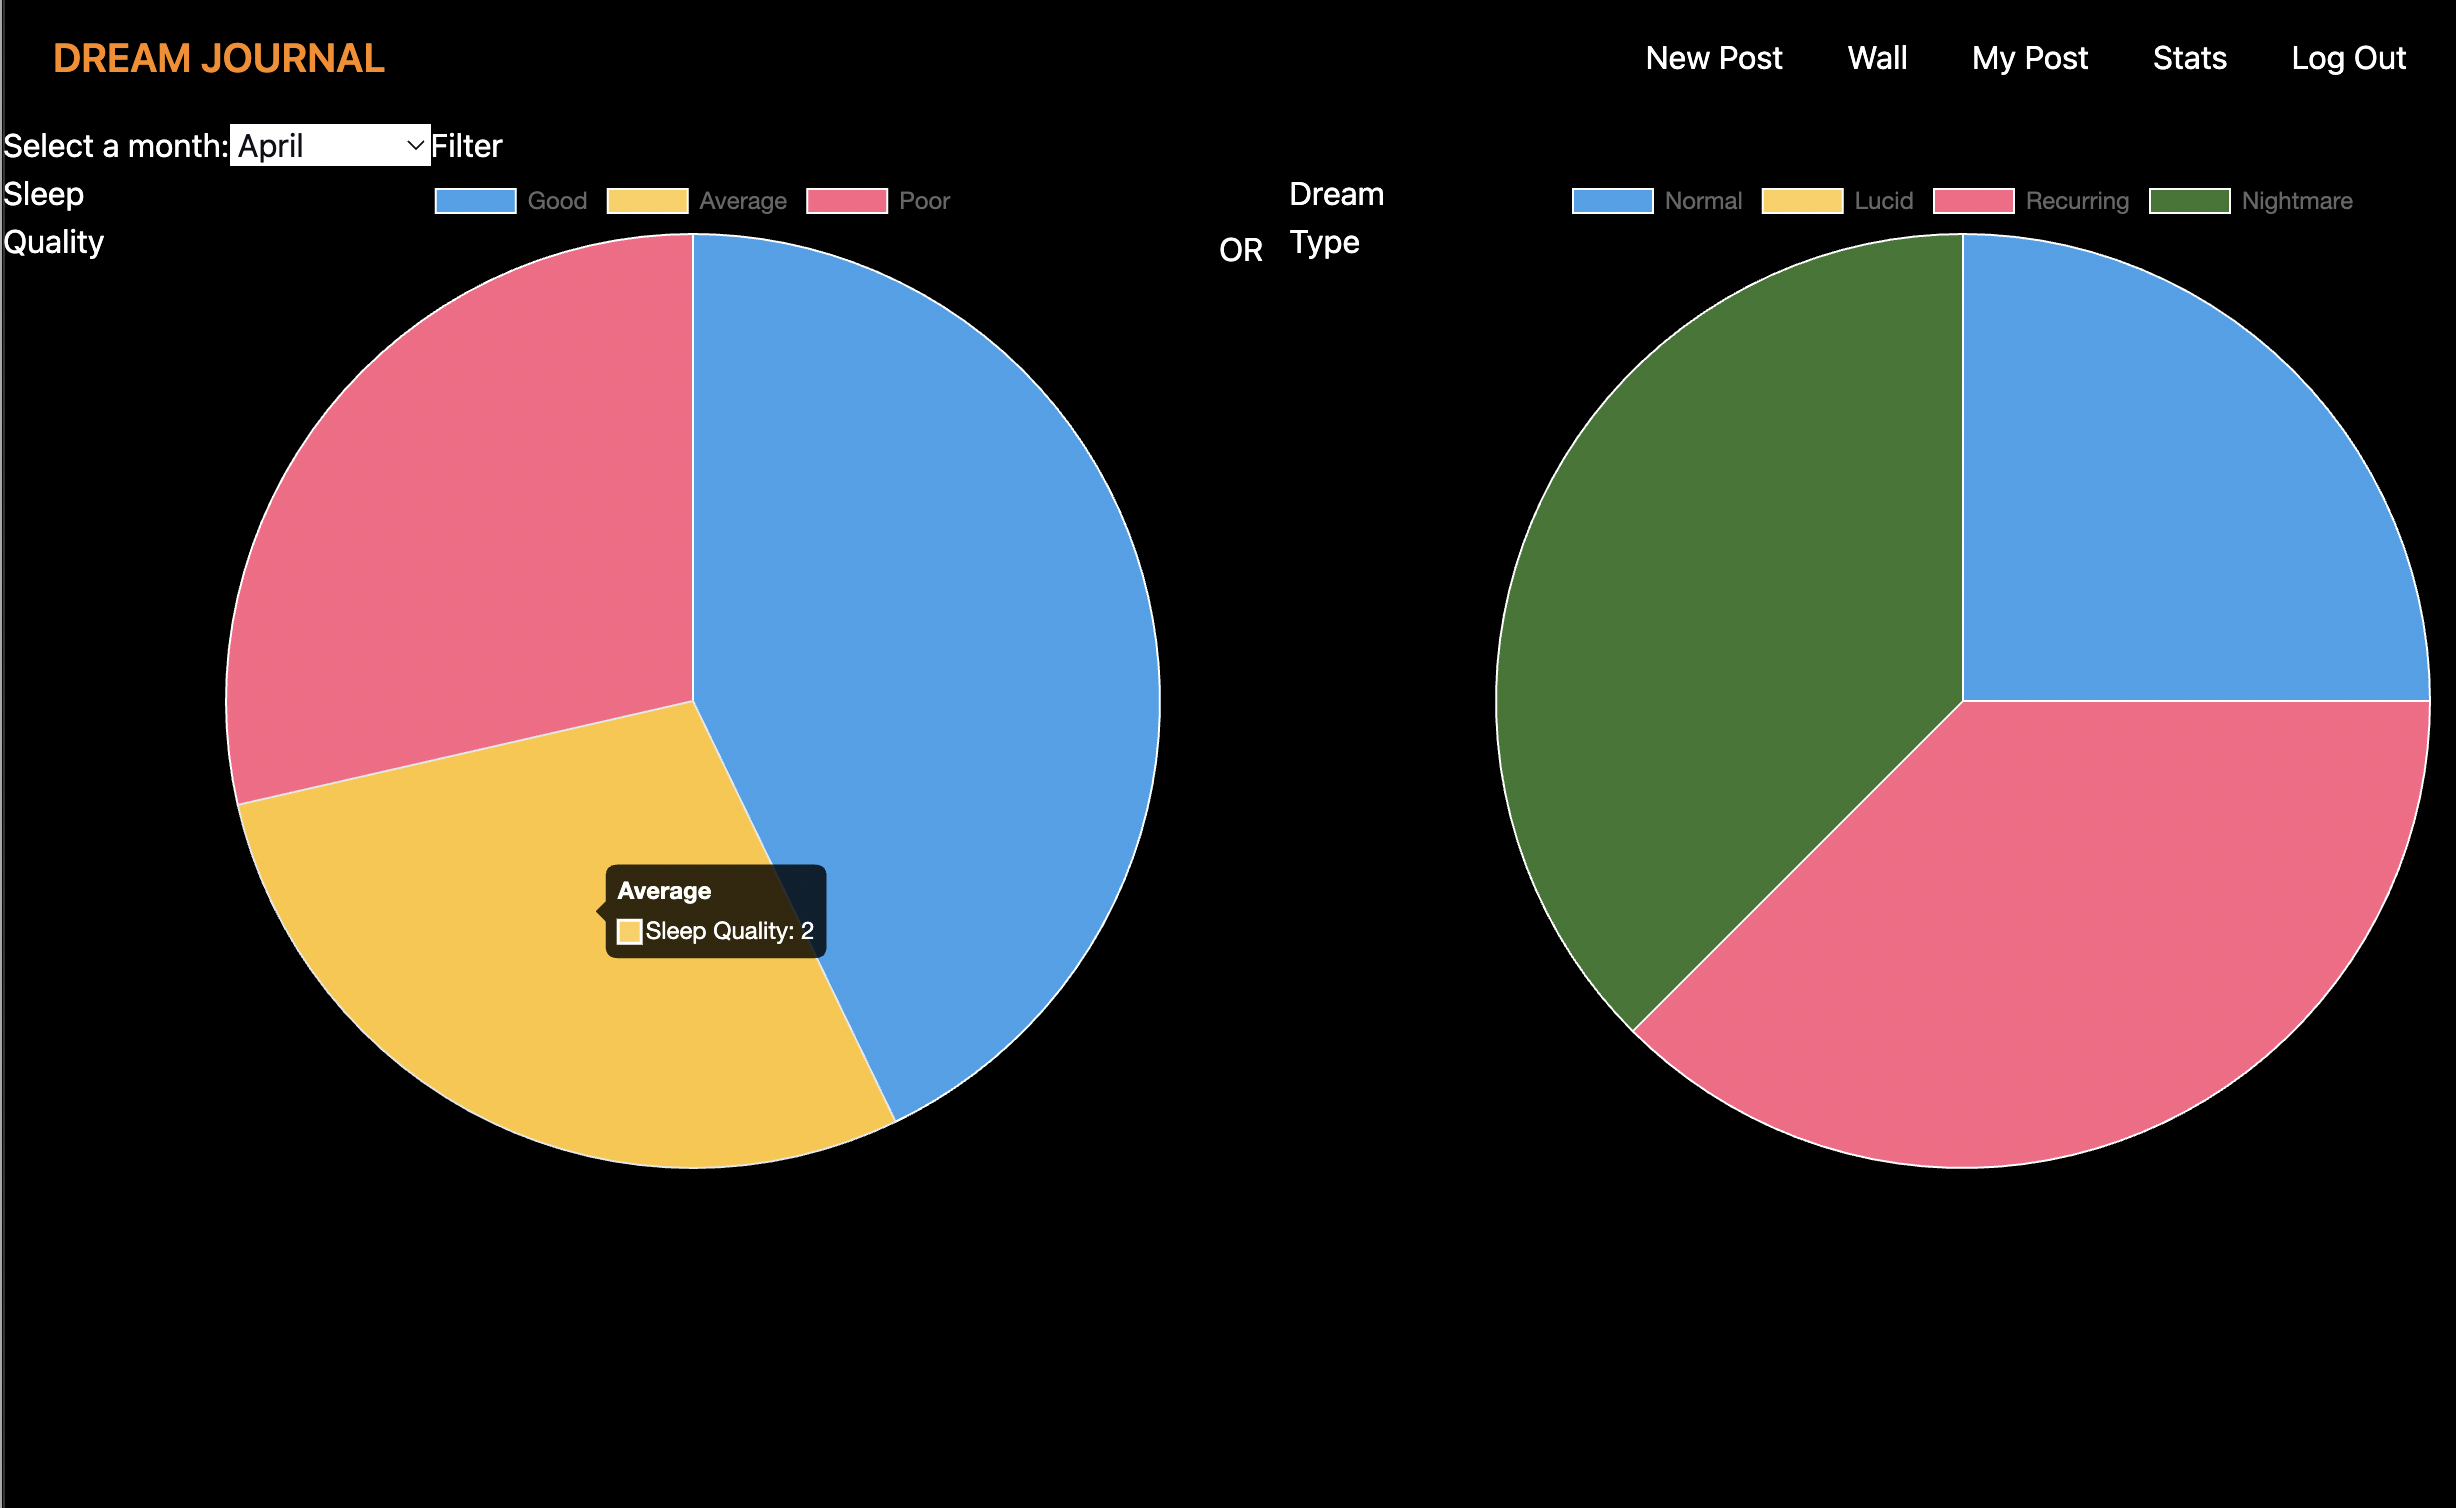 DREAM JOURNAL
New Post Wall My Post Stats Log Out
Select a month: April Filter
Sleep
Quality
Good Average Poor
OR
Dream
Type
Normal Lucid Recurring Nightmare
Average
Sleep Quality: 2